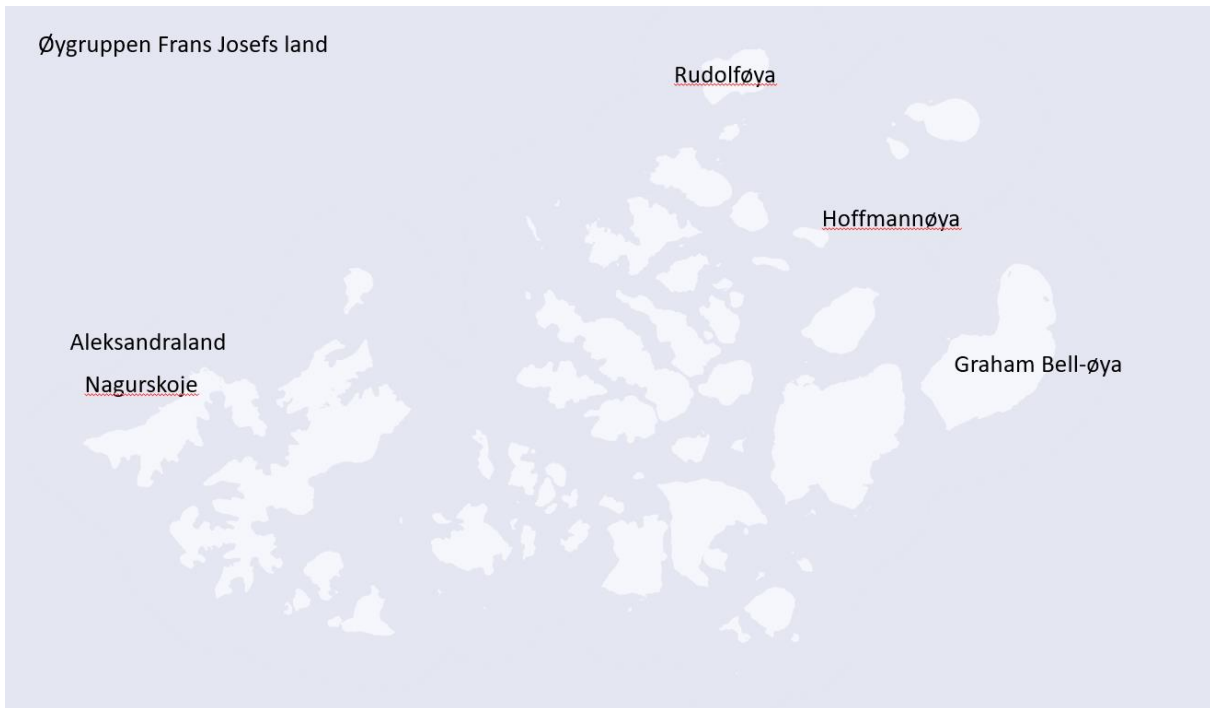 Øygruppen Frans Josefs land
Rudolføya
Hoffmannøya
Aleksandraland
Graham Bell-øya
Nagurskoje